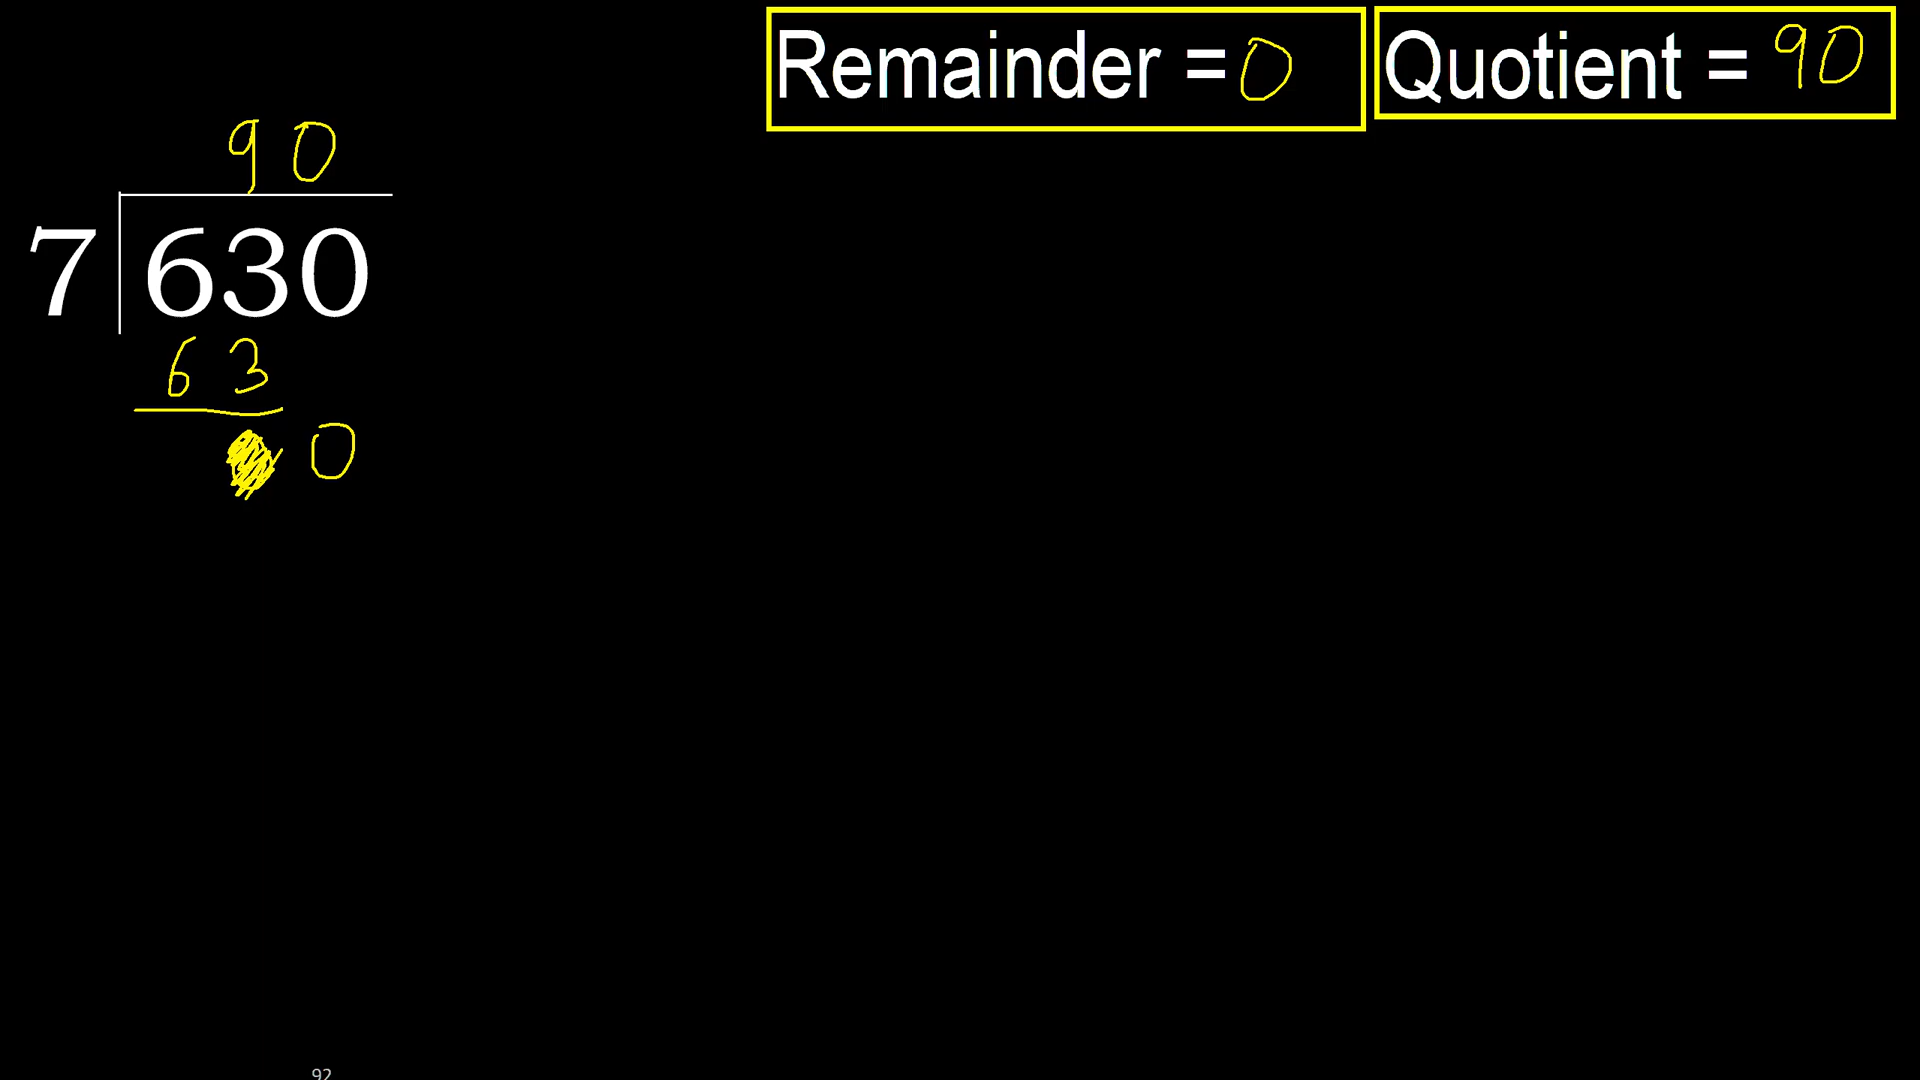 Remainder = 0
Quotient = 90
90
7 630
63
0
92